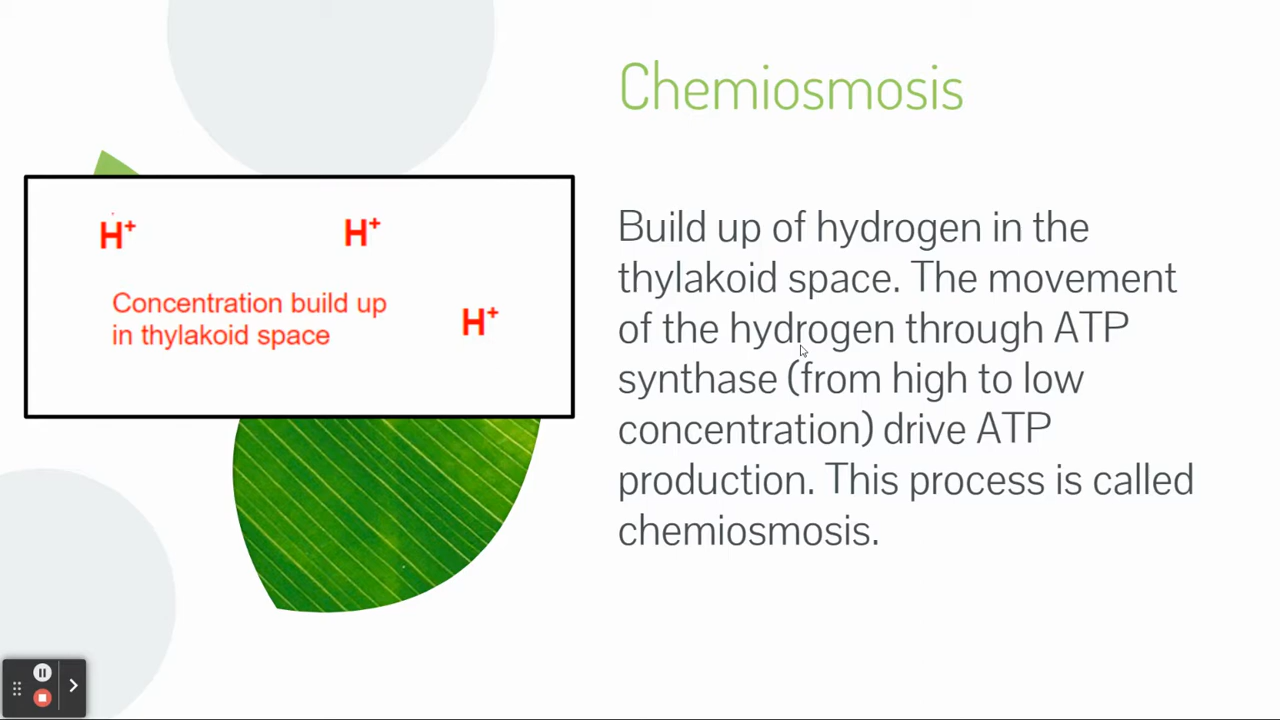 Chemiosmosis
H+
H+
Concentration build up
in thylakoid space
H+
Build up of hydrogen in the
thylakoid space. The movement
of the hydrogen through ATP
synthase (from high to low
concentration) drive ATP
production. This process is called
chemiosmosis.